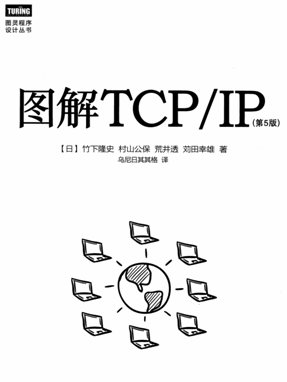 TURING
图灵程序
设计丛书
图解TCP/IP(第5版)
【日】竹下隆史 村山公保 荒井透 苅田幸雄 著
乌尼日其其格 译